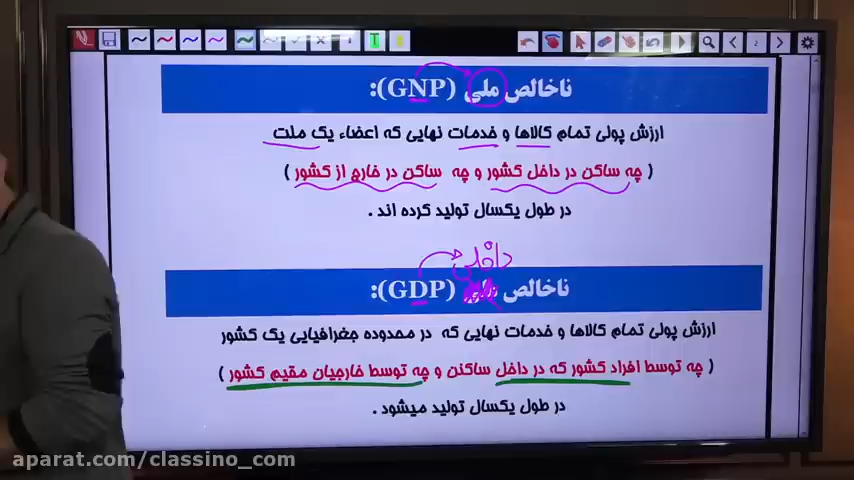 ناخالص ملی (GNP):
ارزش پولی تمام کالاها و خدمات نهایی که اعضاء یک ملت
( چه ساکن در داخل کشور و چه ساکن در خارج از کشور )
در طول یکسال تولید کرده اند .
داخلی
ناخالص (GDP):
ارزش پولی تمام کالاها و خدمات نهایی که در محدوده جغرافیایی یک کشور
( چه توسط افراد کشور که در داخل ساکنن و چه توسط خارجیان مقیم کشور )
در طول یکسال تولید میشود .
aparat.com/classino_com